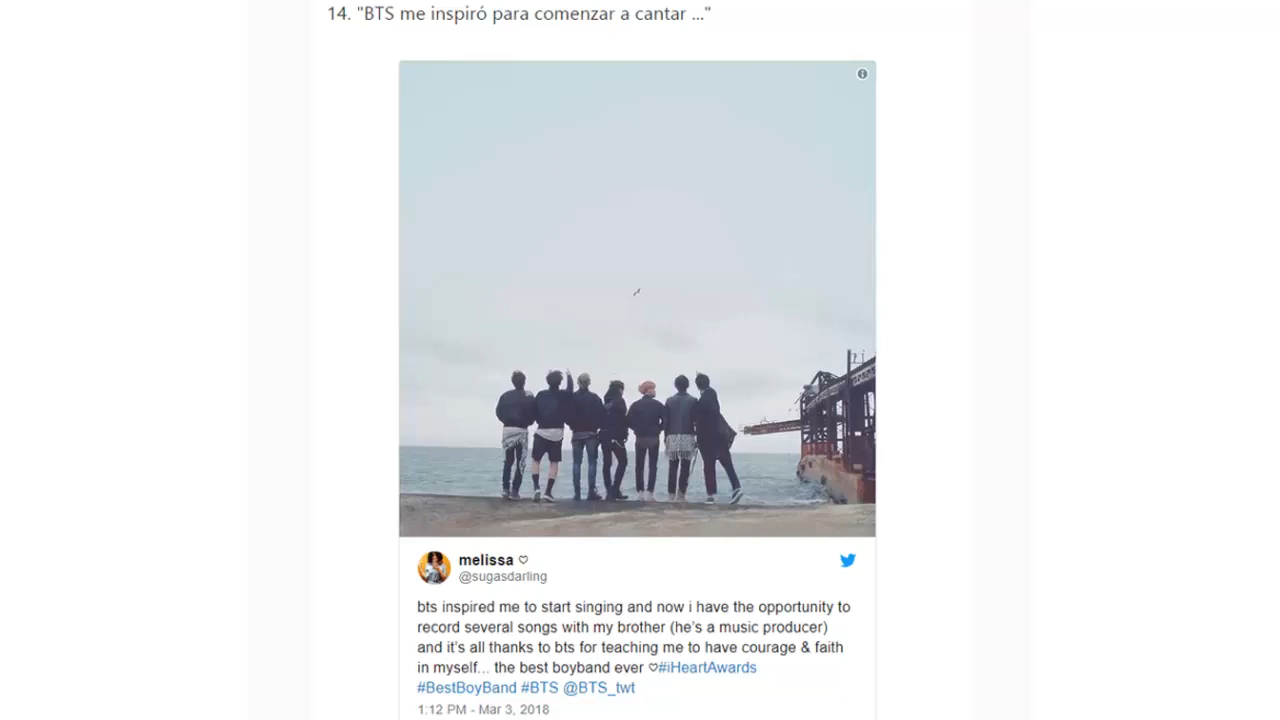 14. "BTS me inspiró para comenzar a cantar ..."
melissa ♡
@sugasdarling
bts inspired me to start singing and now i have the opportunity to
record several songs with my brother (he's a music producer)
and it's all thanks to bts for teaching me to have courage & faith
in myself... the best boyband ever ♡#iHeartAwards
#BestBoyBand #BTS @BTS_twt
1:12 PM - Mar 3, 2018